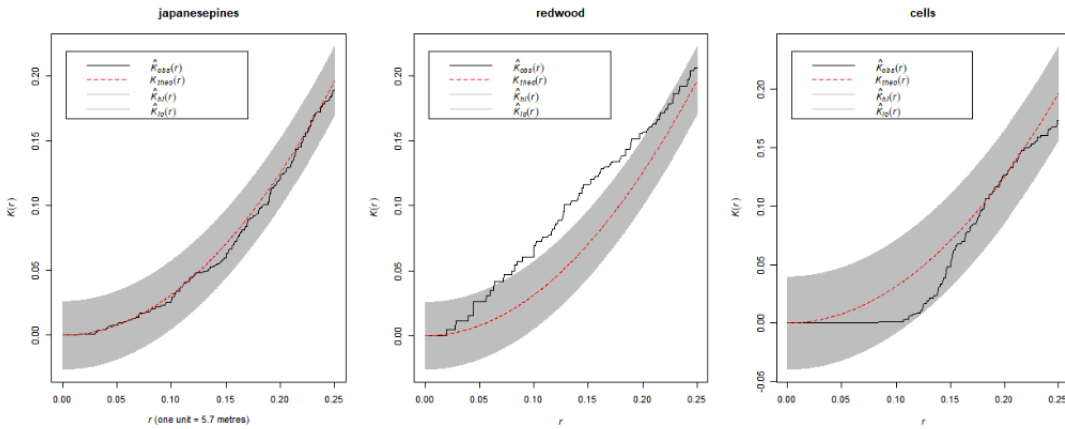 japanesepines
K̂obs(r)
Ktheo(r)
K̂hi(r)
K̂lo(r)
K(r)
0.00 0.05 0.10 0.15 0.20
0.00 0.05 0.10 0.15 0.20 0.25
r (one unit = 5.7 metres)
redwood
K̂obs(r)
Ktheo(r)
K̂hi(r)
K̂lo(r)
K(r)
0.00 0.05 0.10 0.15 0.20
0.00 0.05 0.10 0.15 0.20 0.25
r
cells
K̂obs(r)
Ktheo(r)
K̂hi(r)
K̂lo(r)
K(r)
-0.05 0.00 0.05 0.10 0.15 0.20
0.00 0.05 0.10 0.15 0.20 0.25
r